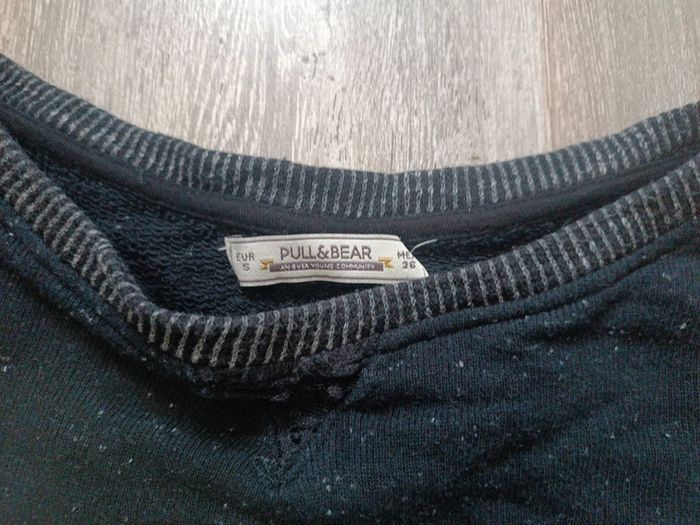 EUR
S
PULL&BEAR
AN EVER YOUNG COMMUNITY
MEX
26